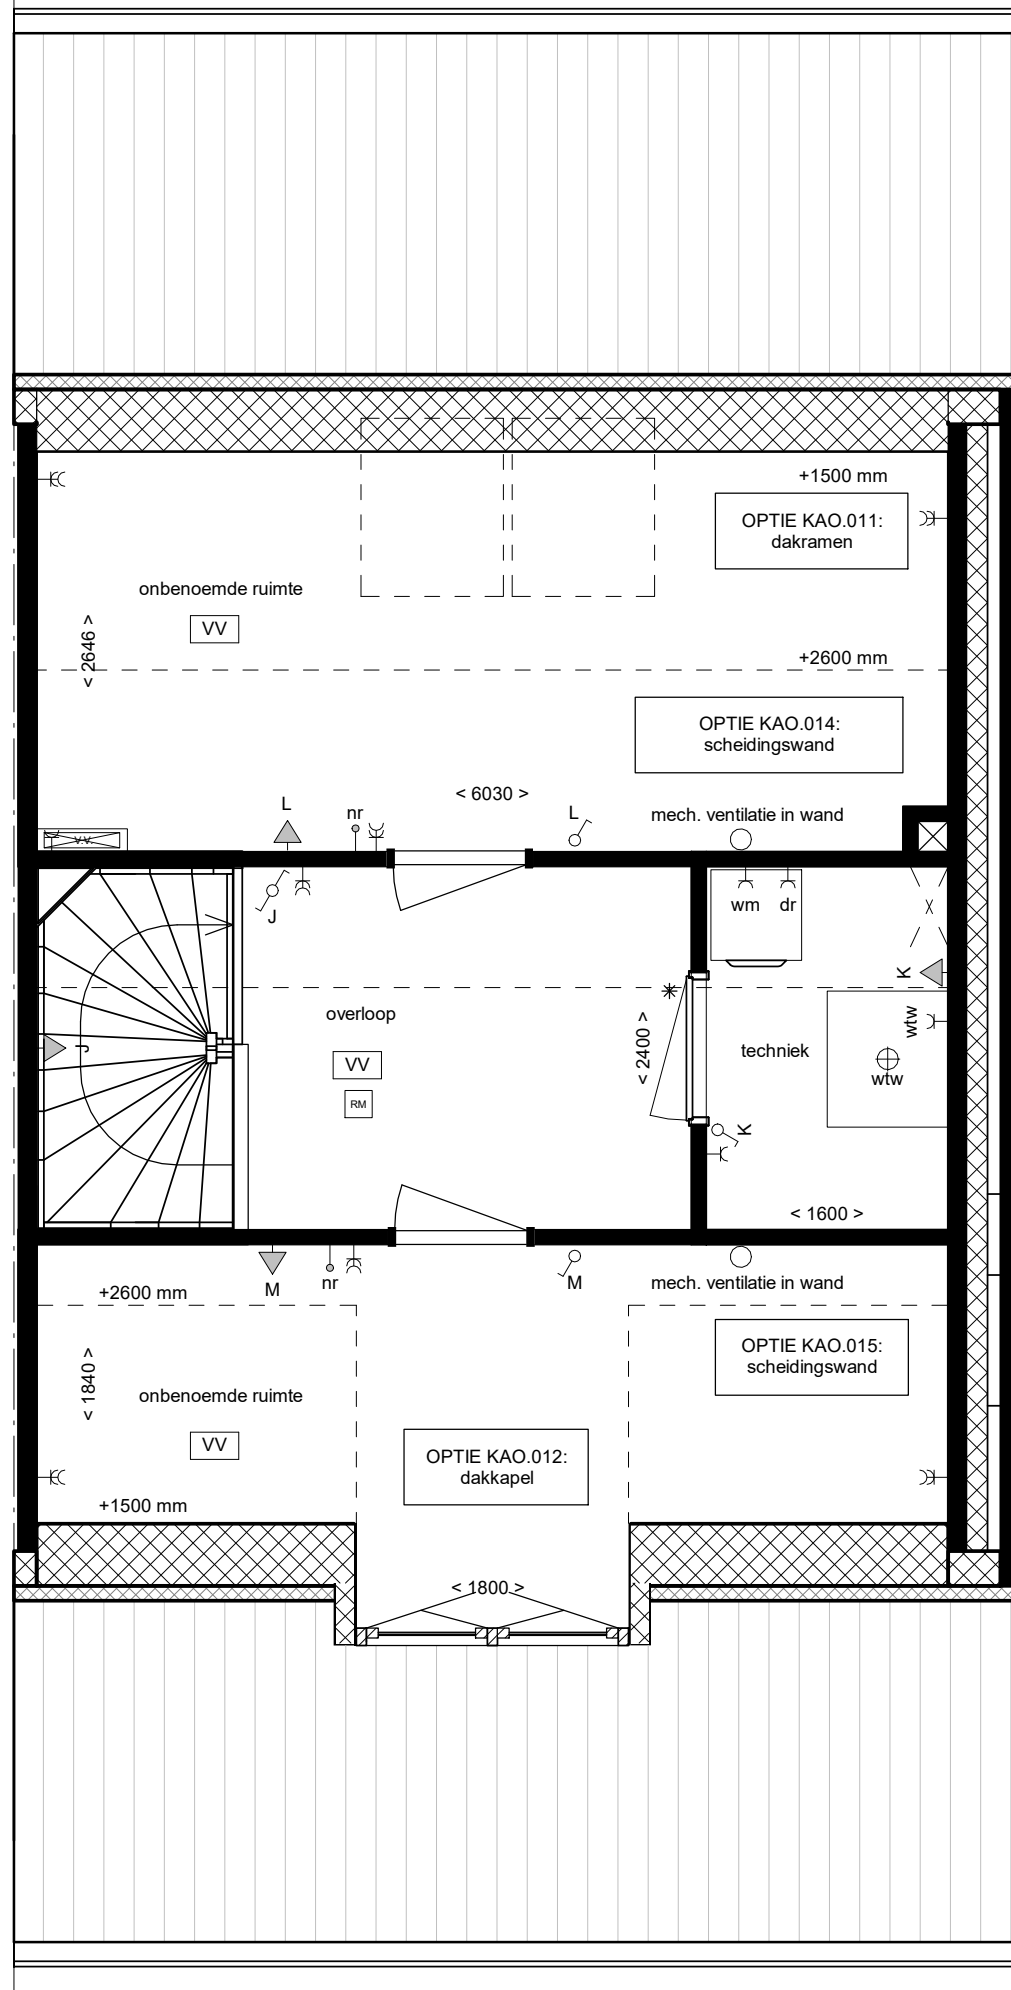 +1500 mm
OPTIE KAO.011:
dakramen
onbenoemde ruimte
VV
< 2646 >
+2600 mm
OPTIE KAO.014:
scheidingswand
< 6030 >
L
nr
L
mech. ventilatie in wand
V.V.
J
wm
dr
K
J
overloop
VV
RM
< 2400 >
techniek
wtw
wtw
K
< 1600 >
M
nr
M
mech. ventilatie in wand
+2600 mm
OPTIE KAO.015:
scheidingswand
< 1840 >
onbenoemde ruimte
VV
OPTIE KAO.012:
dakkapel
+1500 mm
< 1800 >